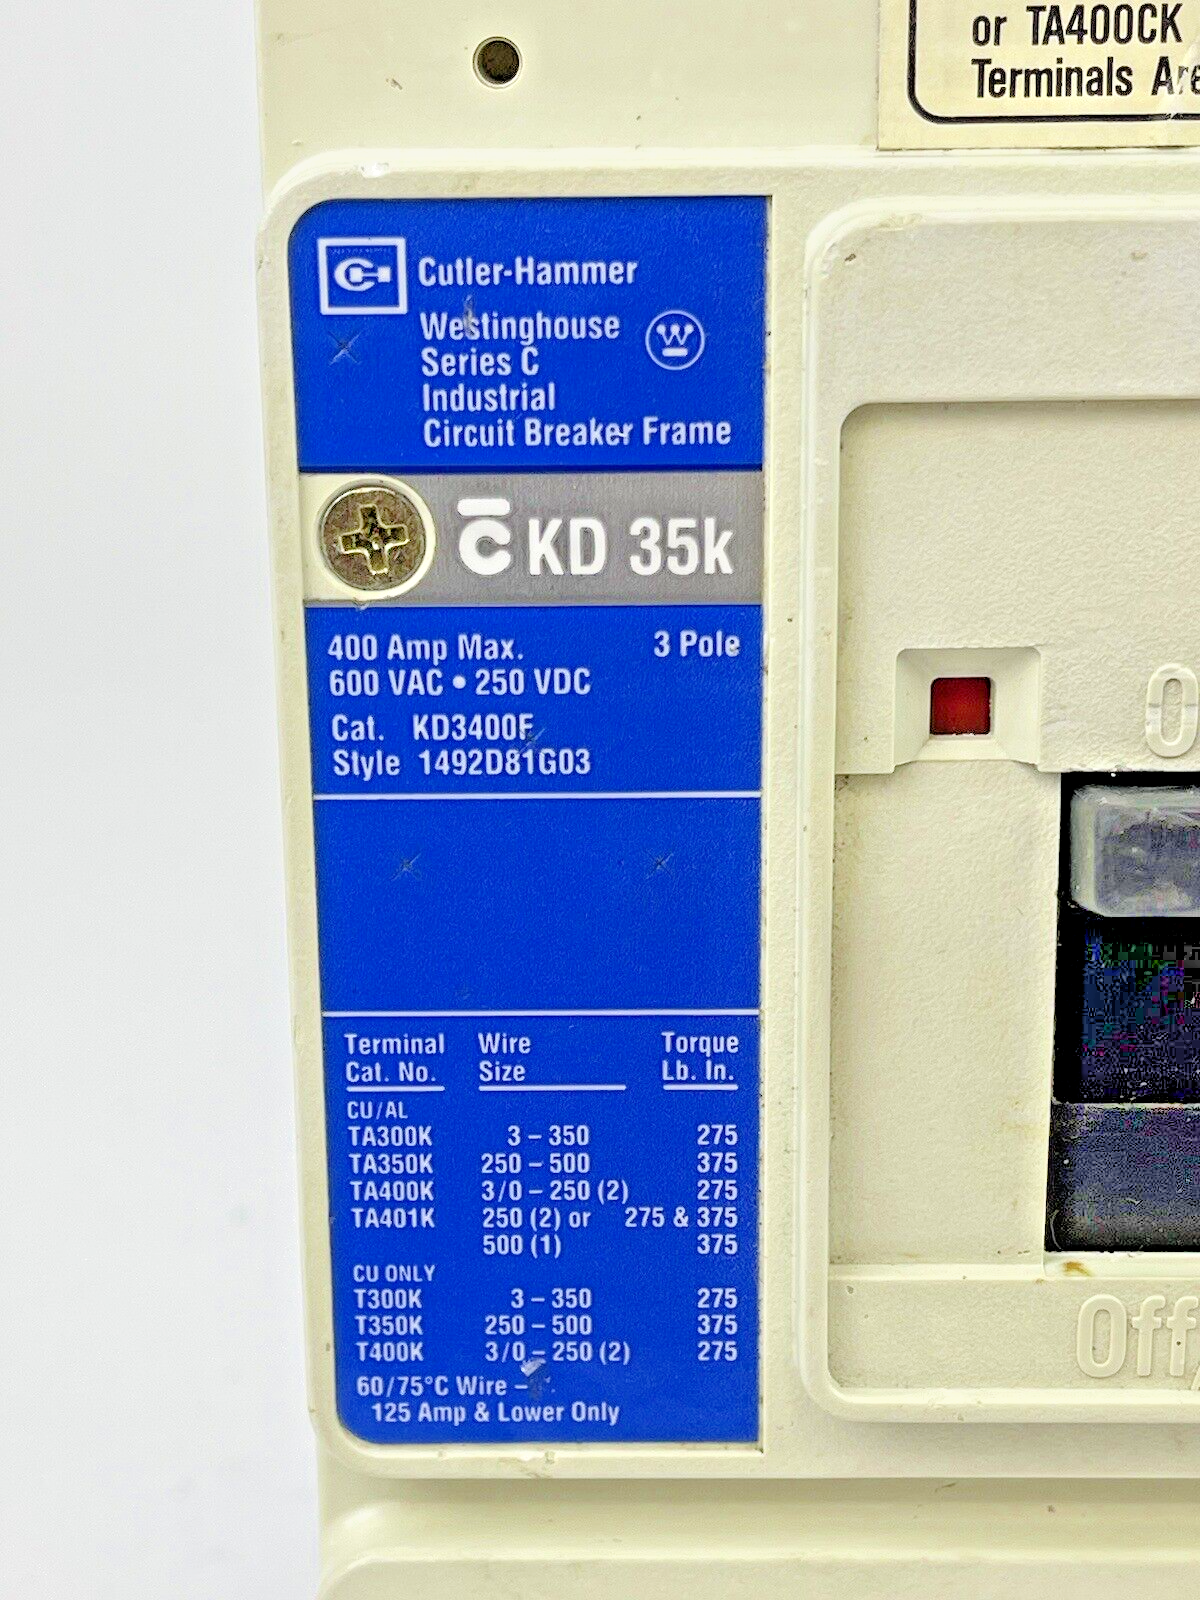 or TA400CK
Terminals Are
Cutler-Hammer
Westinghouse
Series C
Industrial
Circuit Breaker Frame
W
C KD 35k
400 Amp Max. 3 Pole
600 VAC • 250 VDC
Cat. KD3400F
Style 1492D81G03
Terminal Wire Torque
Cat. No. Size Lb. In.
CU/AL
TA300K 3 – 350 275
TA350K 250 – 500 375
TA400K 3/0 – 250 (2) 275
TA401K 250 (2) or 275 & 375
500 (1) 375
CU ONLY
T300K 3 – 350 275
T350K 250 – 500 375
T400K 3/0 – 250 (2) 275
60/75°C Wire –
125 Amp & Lower Only
Off